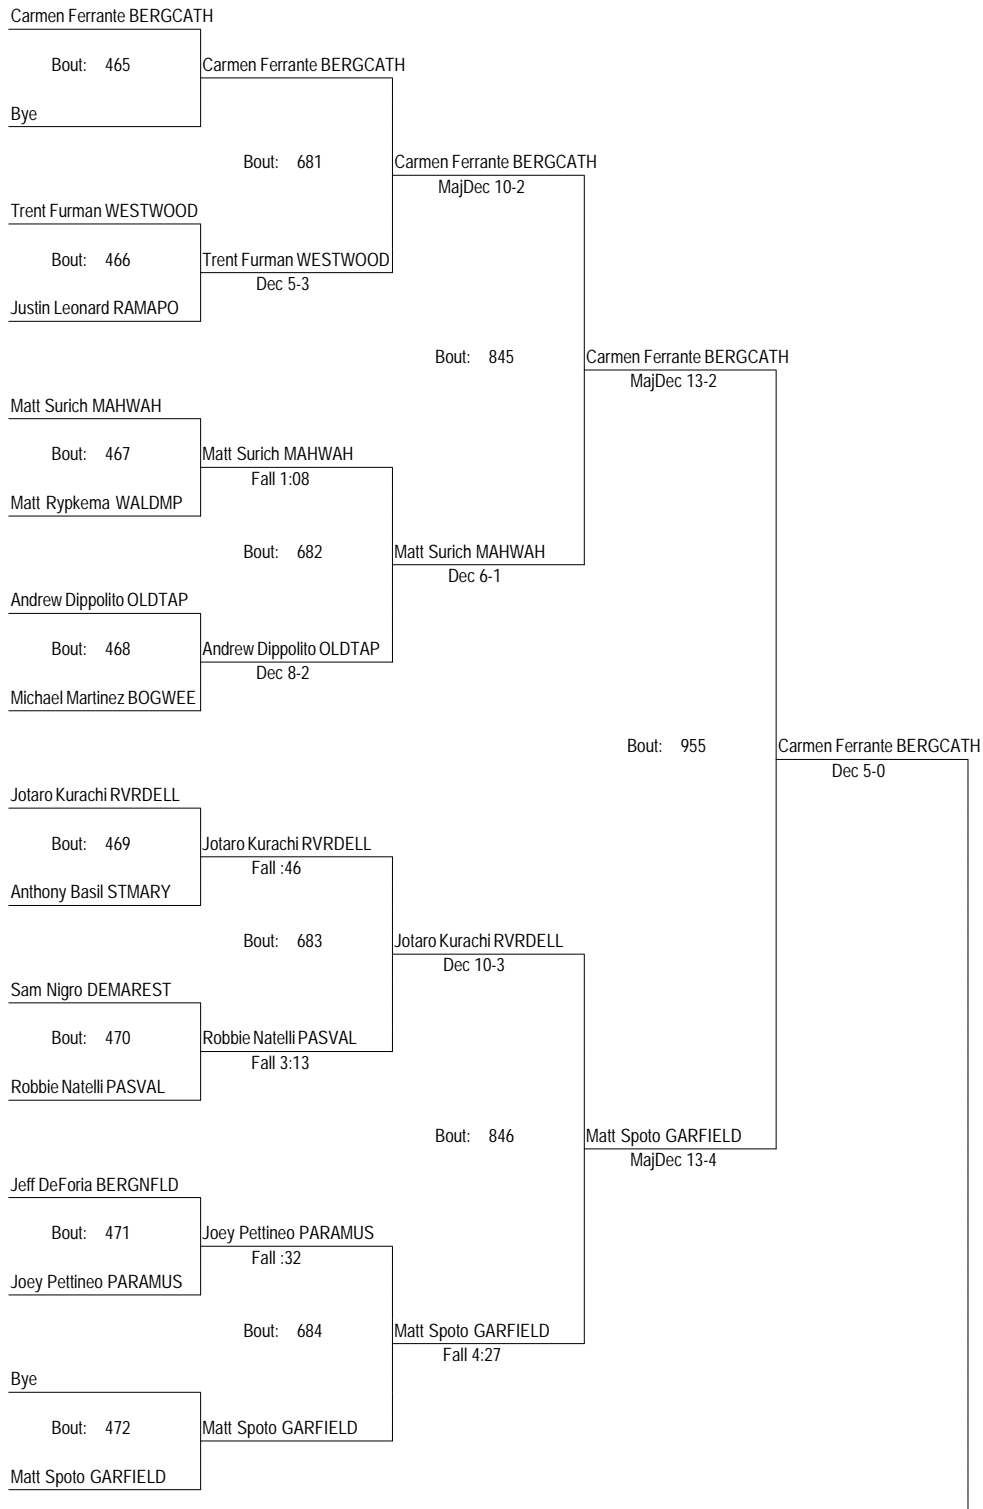 Carmen Ferrante BERGCATH
Bout: 465
Carmen Ferrante BERGCATH
Bye
Bout: 681
Carmen Ferrante BERGCATH
MajDec 10-2
Trent Furman WESTWOOD
Bout: 466
Trent Furman WESTWOOD
Dec 5-3
Justin Leonard RAMAPO
Bout: 845
Carmen Ferrante BERGCATH
MajDec 13-2
Matt Surich MAHWAH
Bout: 467
Matt Surich MAHWAH
Fall 1:08
Matt Rypkema WALDMP
Bout: 682
Matt Surich MAHWAH
Dec 6-1
Andrew Dippolito OLDTAP
Bout: 468
Andrew Dippolito OLDTAP
Dec 8-2
Michael Martinez BOGWEE
Bout: 955
Carmen Ferrante BERGCATH
Dec 5-0
Jotaro Kurachi RVRDELL
Bout: 469
Jotaro Kurachi RVRDELL
Fall :46
Anthony Basil STMARY
Bout: 683
Jotaro Kurachi RVRDELL
Dec 10-3
Sam Nigro DEMAREST
Bout: 470
Robbie Natelli PASVAL
Fall 3:13
Robbie Natelli PASVAL
Bout: 846
Matt Spoto GARFIELD
MajDec 13-4
Jeff DeForia BERGNFLD
Bout: 471
Joey Pettineo PARAMUS
Fall :32
Joey Pettineo PARAMUS
Bout: 684
Matt Spoto GARFIELD
Fall 4:27
Bye
Bout: 472
Matt Spoto GARFIELD
Matt Spoto GARFIELD